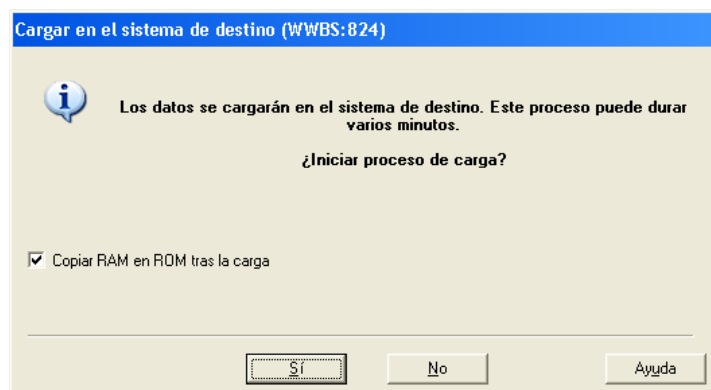 Cargar en el sistema de destino (WWBS:824)
Los datos se cargarán en el sistema de destino. Este proceso puede durar
varios minutos.
¿Iniciar proceso de carga?
Copiar RAM en ROM tras la carga
Sí No Ayuda